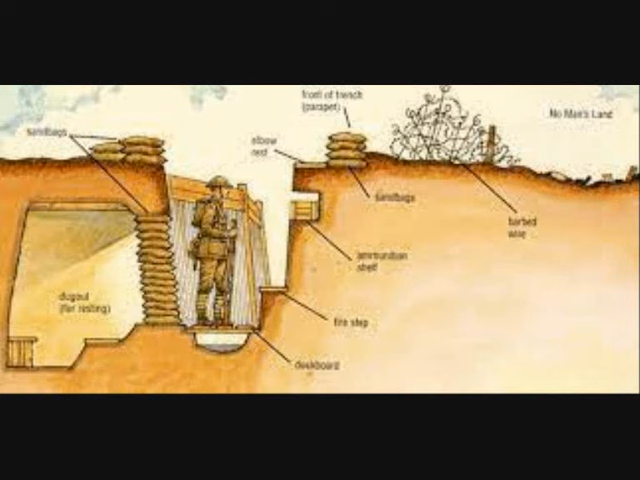 front of trench
(parapet)
No Man's Land
sandbags
elbow
rest
sandbags
barbed
wire
ammunition
shelf
dugout
(for resting)
fire step
duckboard